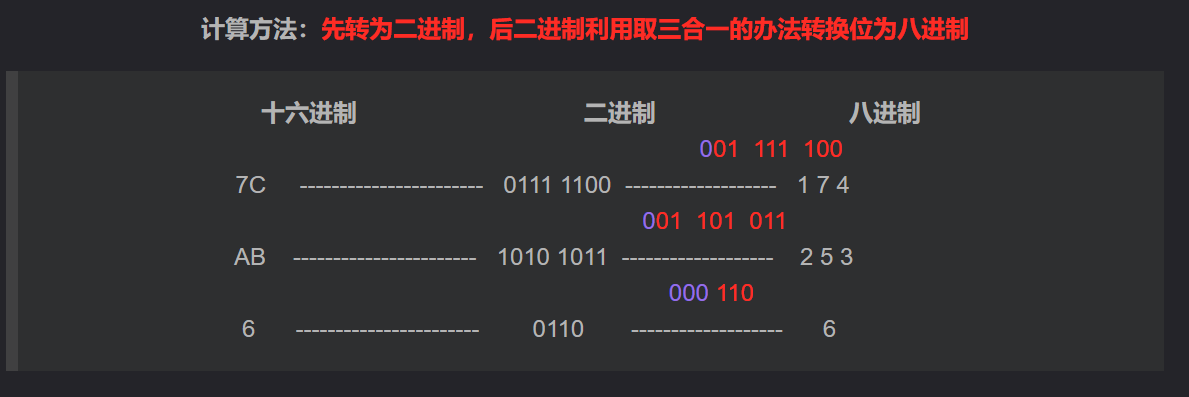 计算方法：先转为二进制，后二进制利用取三合一的办法转换位为八进制
十六进制 二进制 八进制
001 111 100
7C ----------------------- 0111 1100 ------------------- 1 7 4
001 101 011
AB ----------------------- 1010 1011 ------------------- 2 5 3
000 110
6 ----------------------- 0110 ------------------- 6